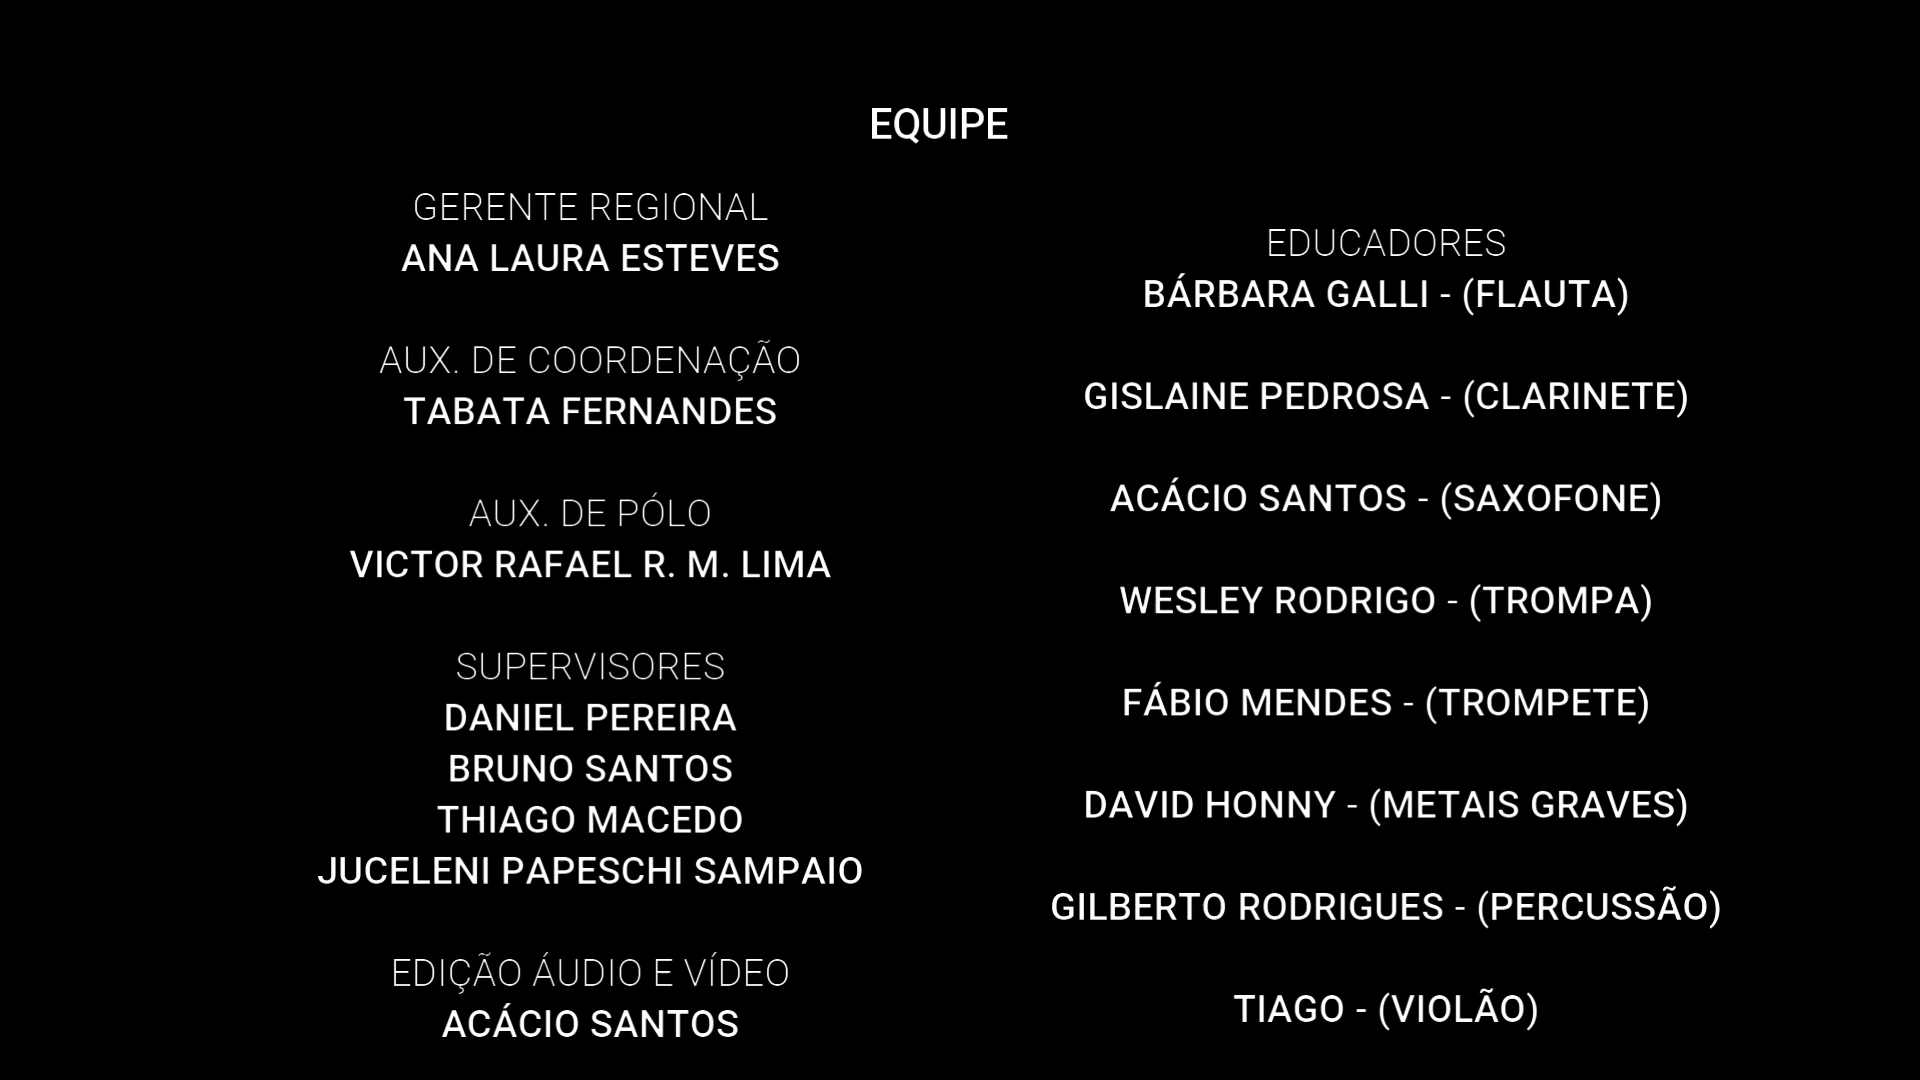 EQUIPE
GERENTE REGIONAL
ANA LAURA ESTEVES
AUX. DE COORDENAÇÃO
TABATA FERNANDES
AUX. DE PÓLO
VICTOR RAFAEL R. M. LIMA
SUPERVISORES
DANIEL PEREIRA
BRUNO SANTOS
THIAGO MACEDO
JUCELENI PAPESCHI SAMPAIO
EDIÇÃO ÁUDIO E VÍDEO
ACÁCIO SANTOS
EDUCADORES
BÁRBARA GALLI - (FLAUTA)
GISLAINE PEDROSA - (CLARINETE)
ACÁCIO SANTOS - (SAXOFONE)
WESLEY RODRIGO - (TROMPA)
FÁBIO MENDES - (TROMPETE)
DAVID HONNY - (METAIS GRAVES)
GILBERTO RODRIGUES - (PERCUSSÃO)
TIAGO - (VIOLÃO)